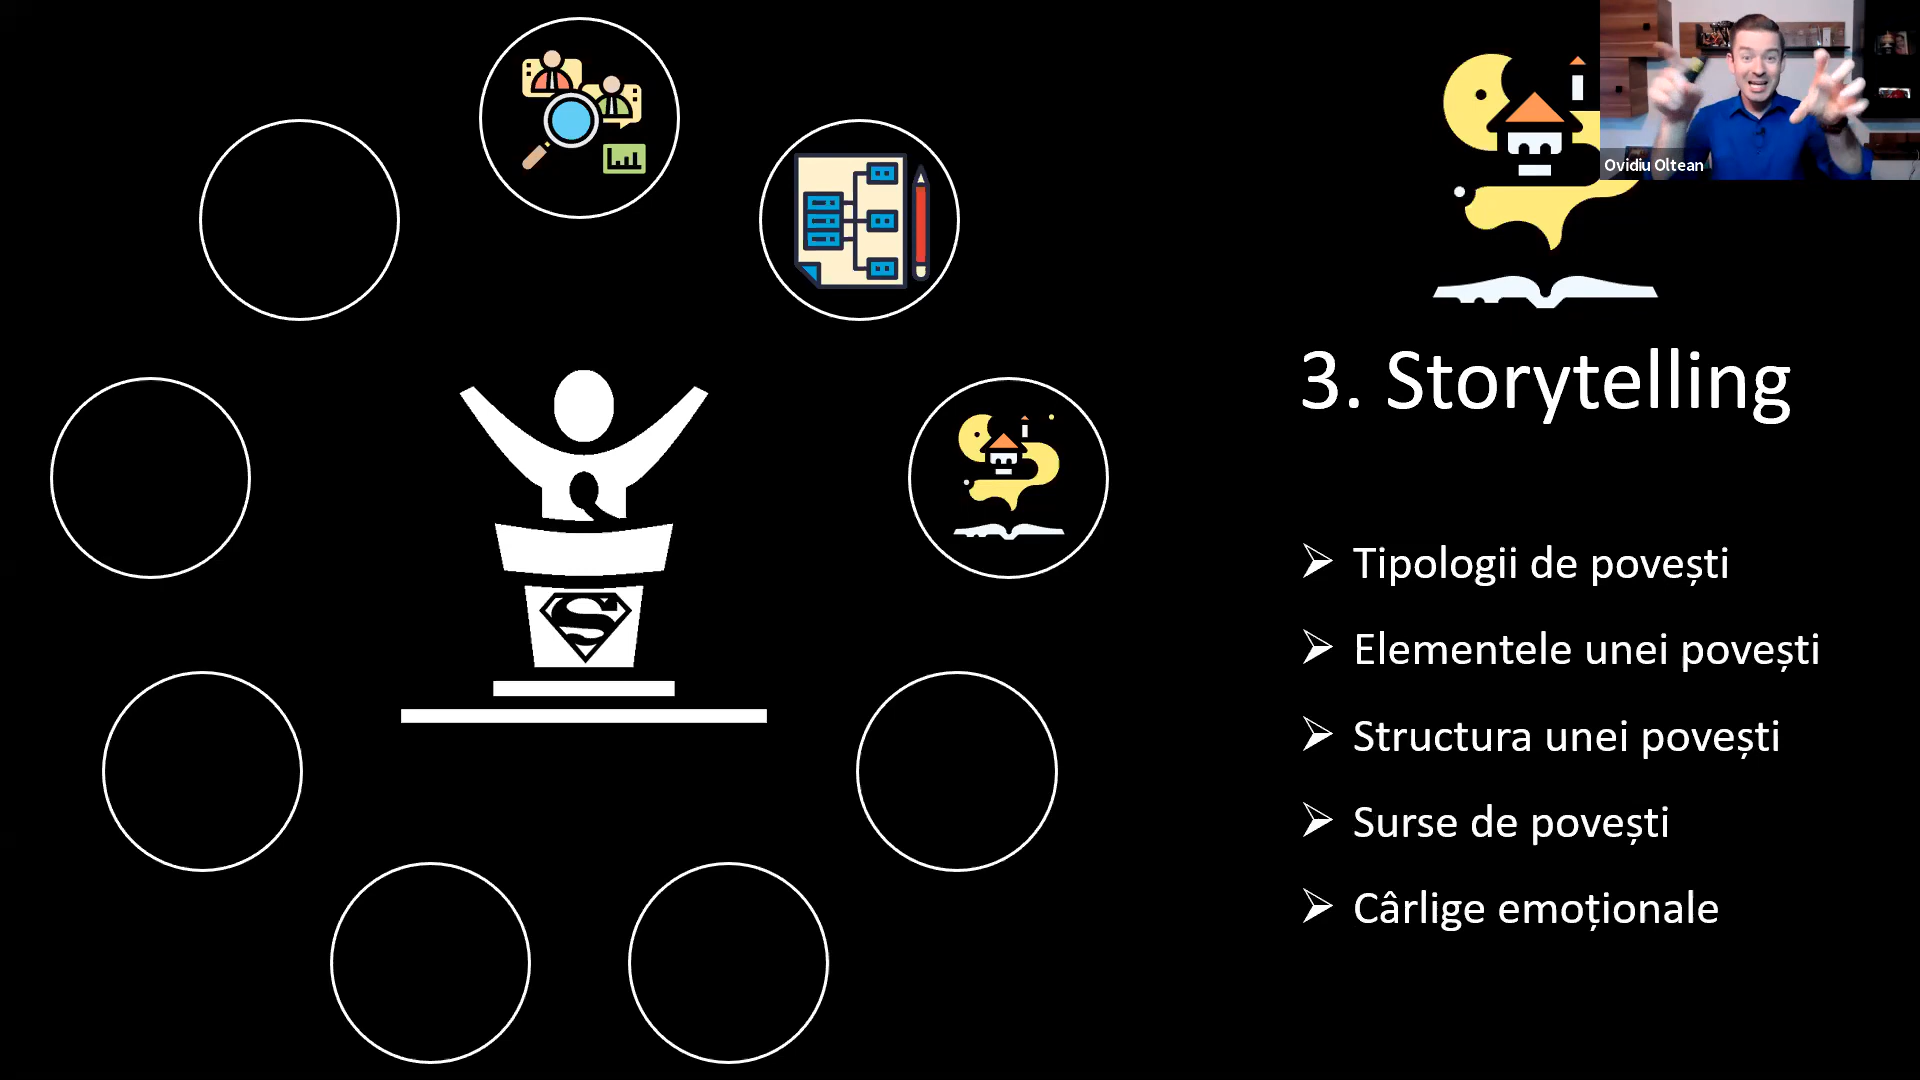 Ovidiu Oltean
3. Storytelling
➢ Tipologii de povești
➢ Elementele unei povești
➢ Structura unei povești
➢ Surse de povești
➢ Cârlige emoționale